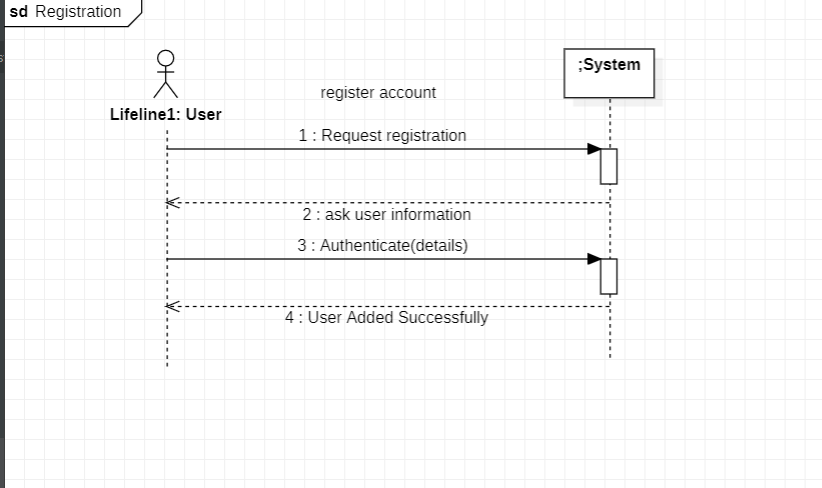 sd Registration
register account
;System
Lifeline1: User
1 : Request registration
2 : ask user information
3 : Authenticate(details)
4 : User Added Successfully